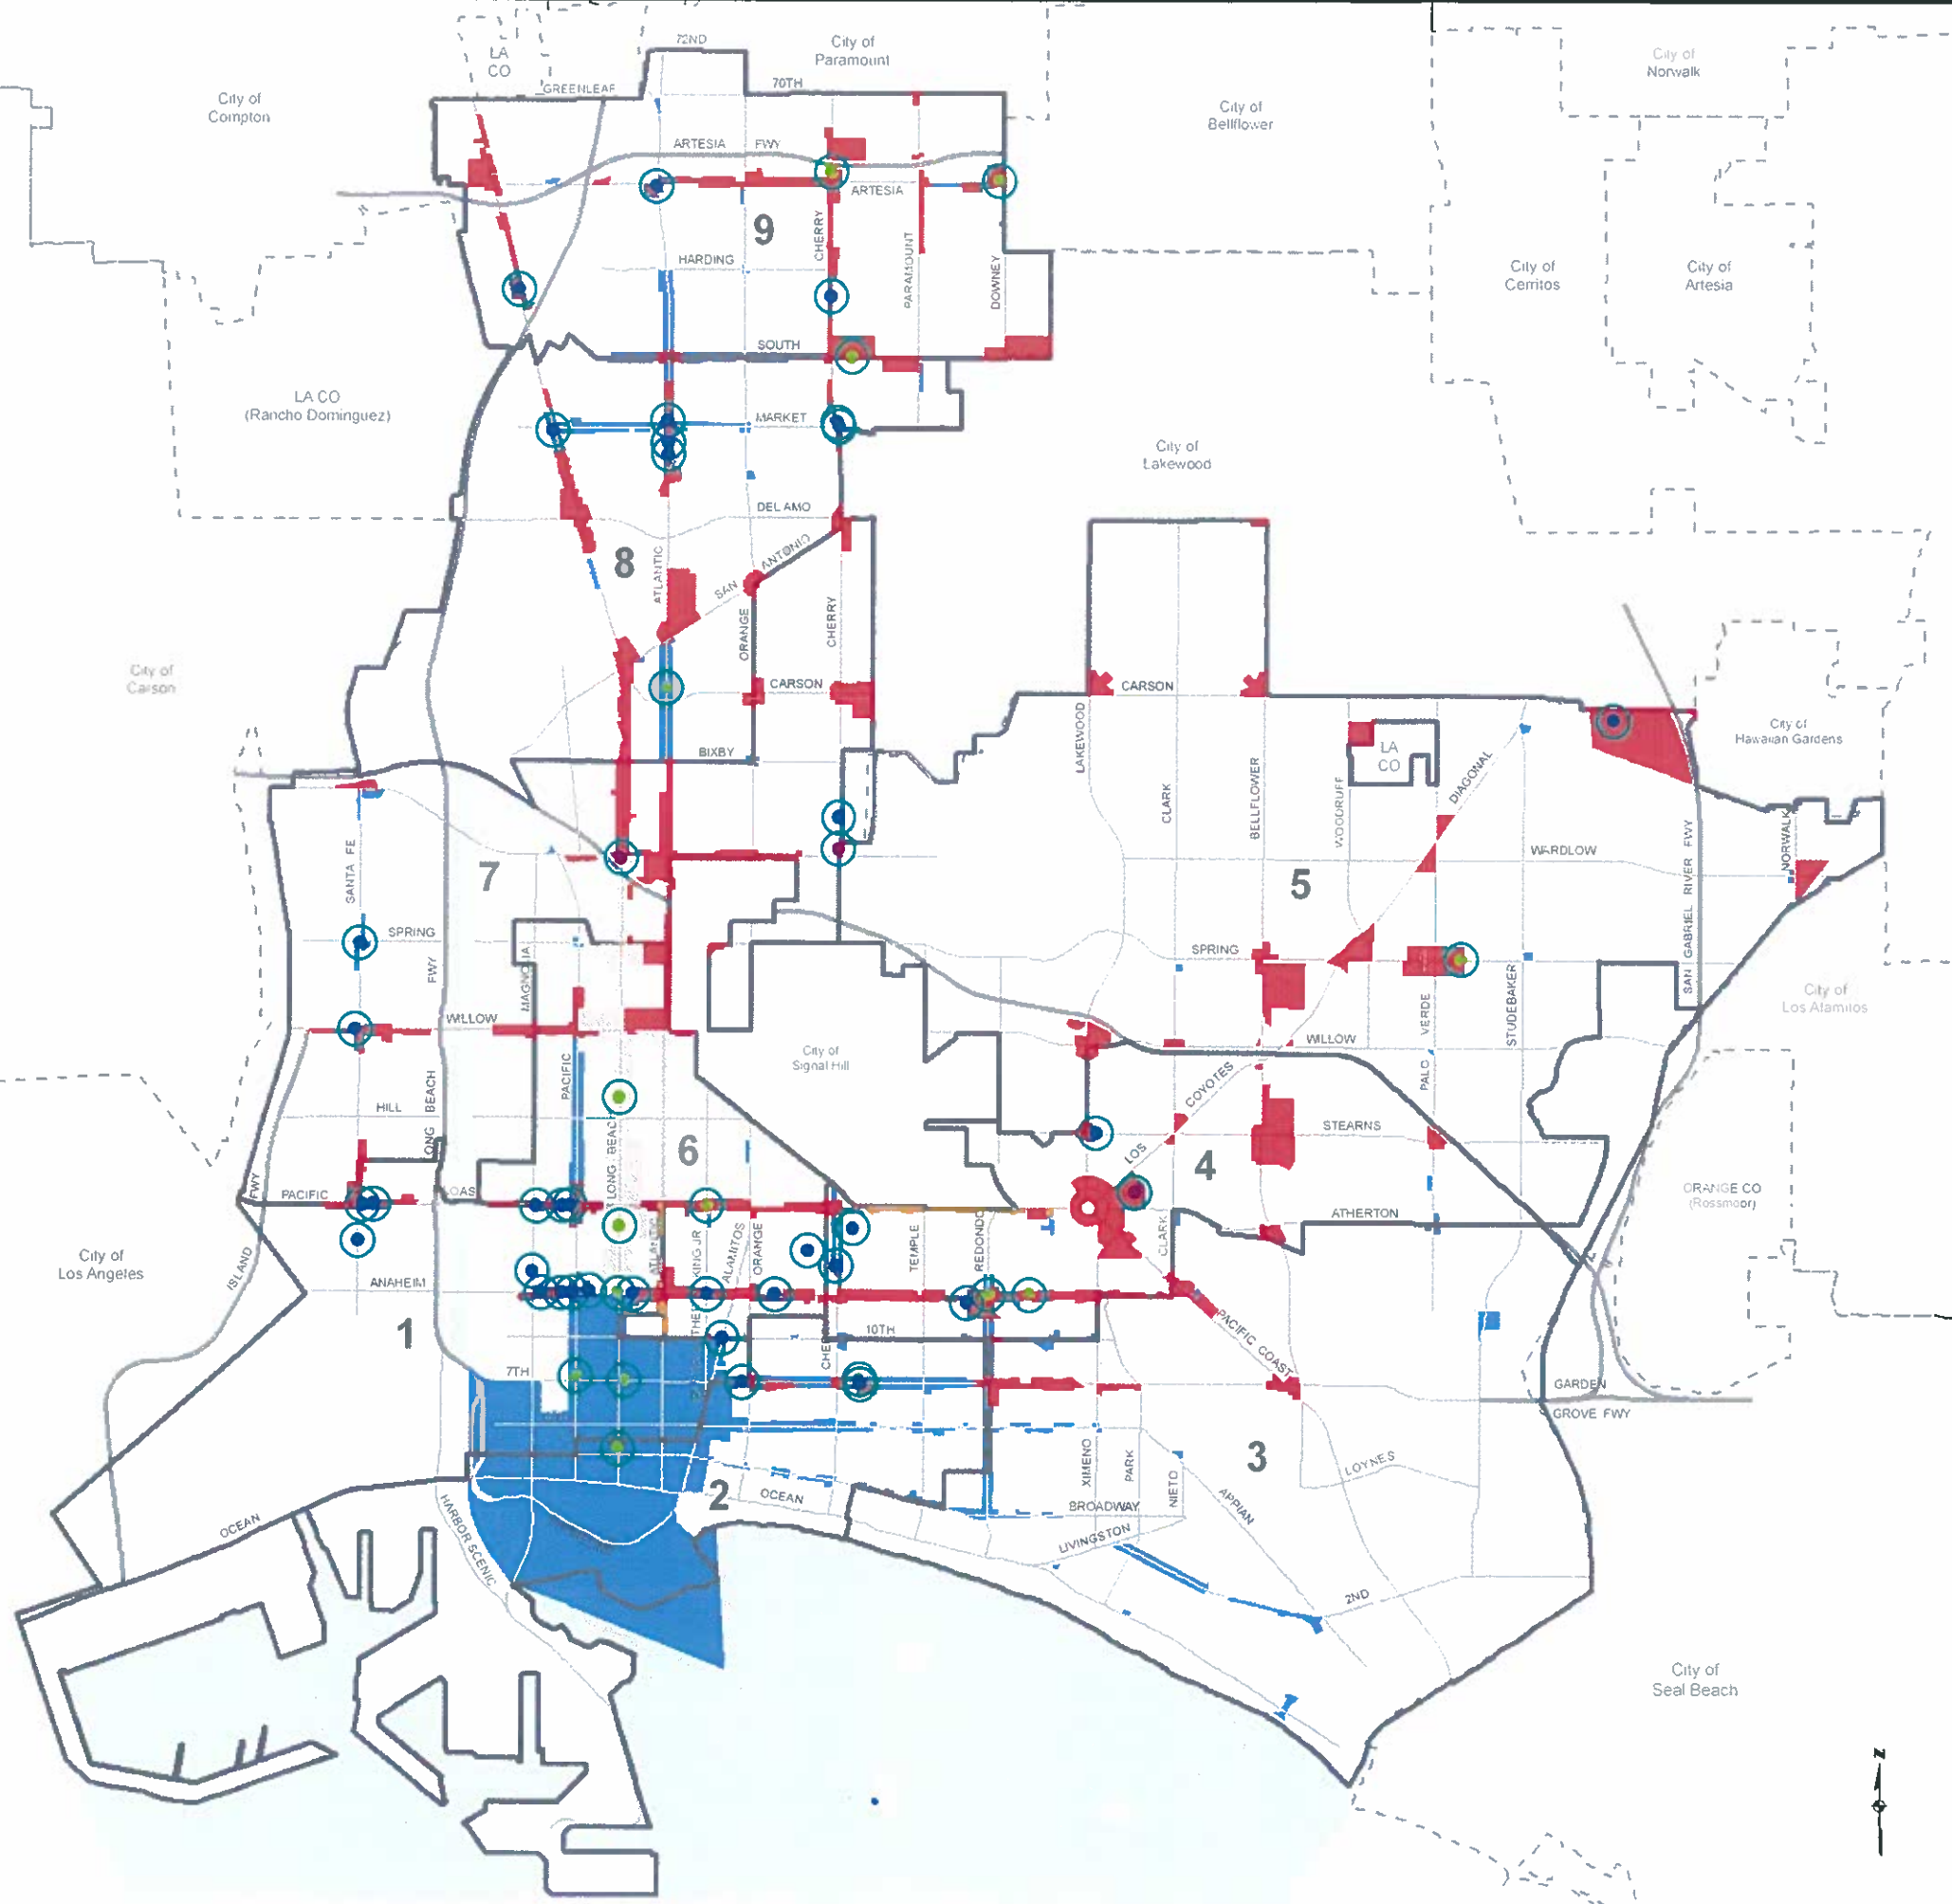 72ND
City of
Paramount
LA
CO
City of
Norwalk
GREENLEAF
70TH
City of
Compton
City of
Bellflower
ARTESIA FWY
ARTESIA
9
CHERRY
HARDING
PARAMOUNT
DOWNEY
City of
Cerritos
City of
Artesia
SOUTH
LA CO
(Rancho Dominguez)
MARKET
City of
Lakewood
DEL AMO
8
ATLANTIC
SAN ANTONIO
ORANGE
CHERRY
City of
Carson
CARSON
CARSON
LAKEWOOD
BIXBY
CLARK
BELLFLOWER
WOODRUFF
LA
CO
DIAGONAL
City of
Hawaiian Gardens
SANTA FE
7
5
WARDLOW
NORWALK
SAN GABRIEL RIVER FWY
SPRING
SPRING
MAGNOLIA
FWY
STUDEBAKER
PALO VERDE
City of
Los Alamitos
WILLOW
WILLOW
City of
Signal Hill
PACIFIC
LONG BEACH
HILL
LONG BEACH
6
COYOTES
LOS
STEARNS
4
PACIFIC
COAST
FWY
ORANGE CO
(Rossmoor)
ATHERTON
City of
Los Angeles
ISLAND
ATLANTIC
KING JR
ALAMITOS
ORANGE
TEMPLE
REDONDO
CLARK
ANAHEIM
1
10TH
PACIFIC COAST
7TH
GARDEN
GROVE FWY
3
XIMENO
PARK
NIETO
LOYNES
2
OCEAN
BROADWAY
APPIAN
OCEAN
HARBOR SCENIC
LIVINGSTON
2ND
City of
Seal Beach
N